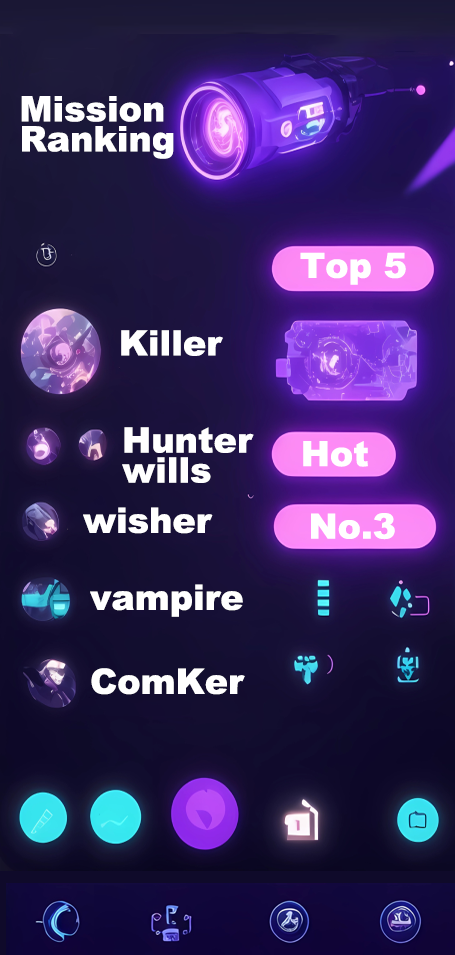 Mission
Ranking
Top 5
Killer
Hunter
wills
Hot
wisher
No.3
vampire
ComKer